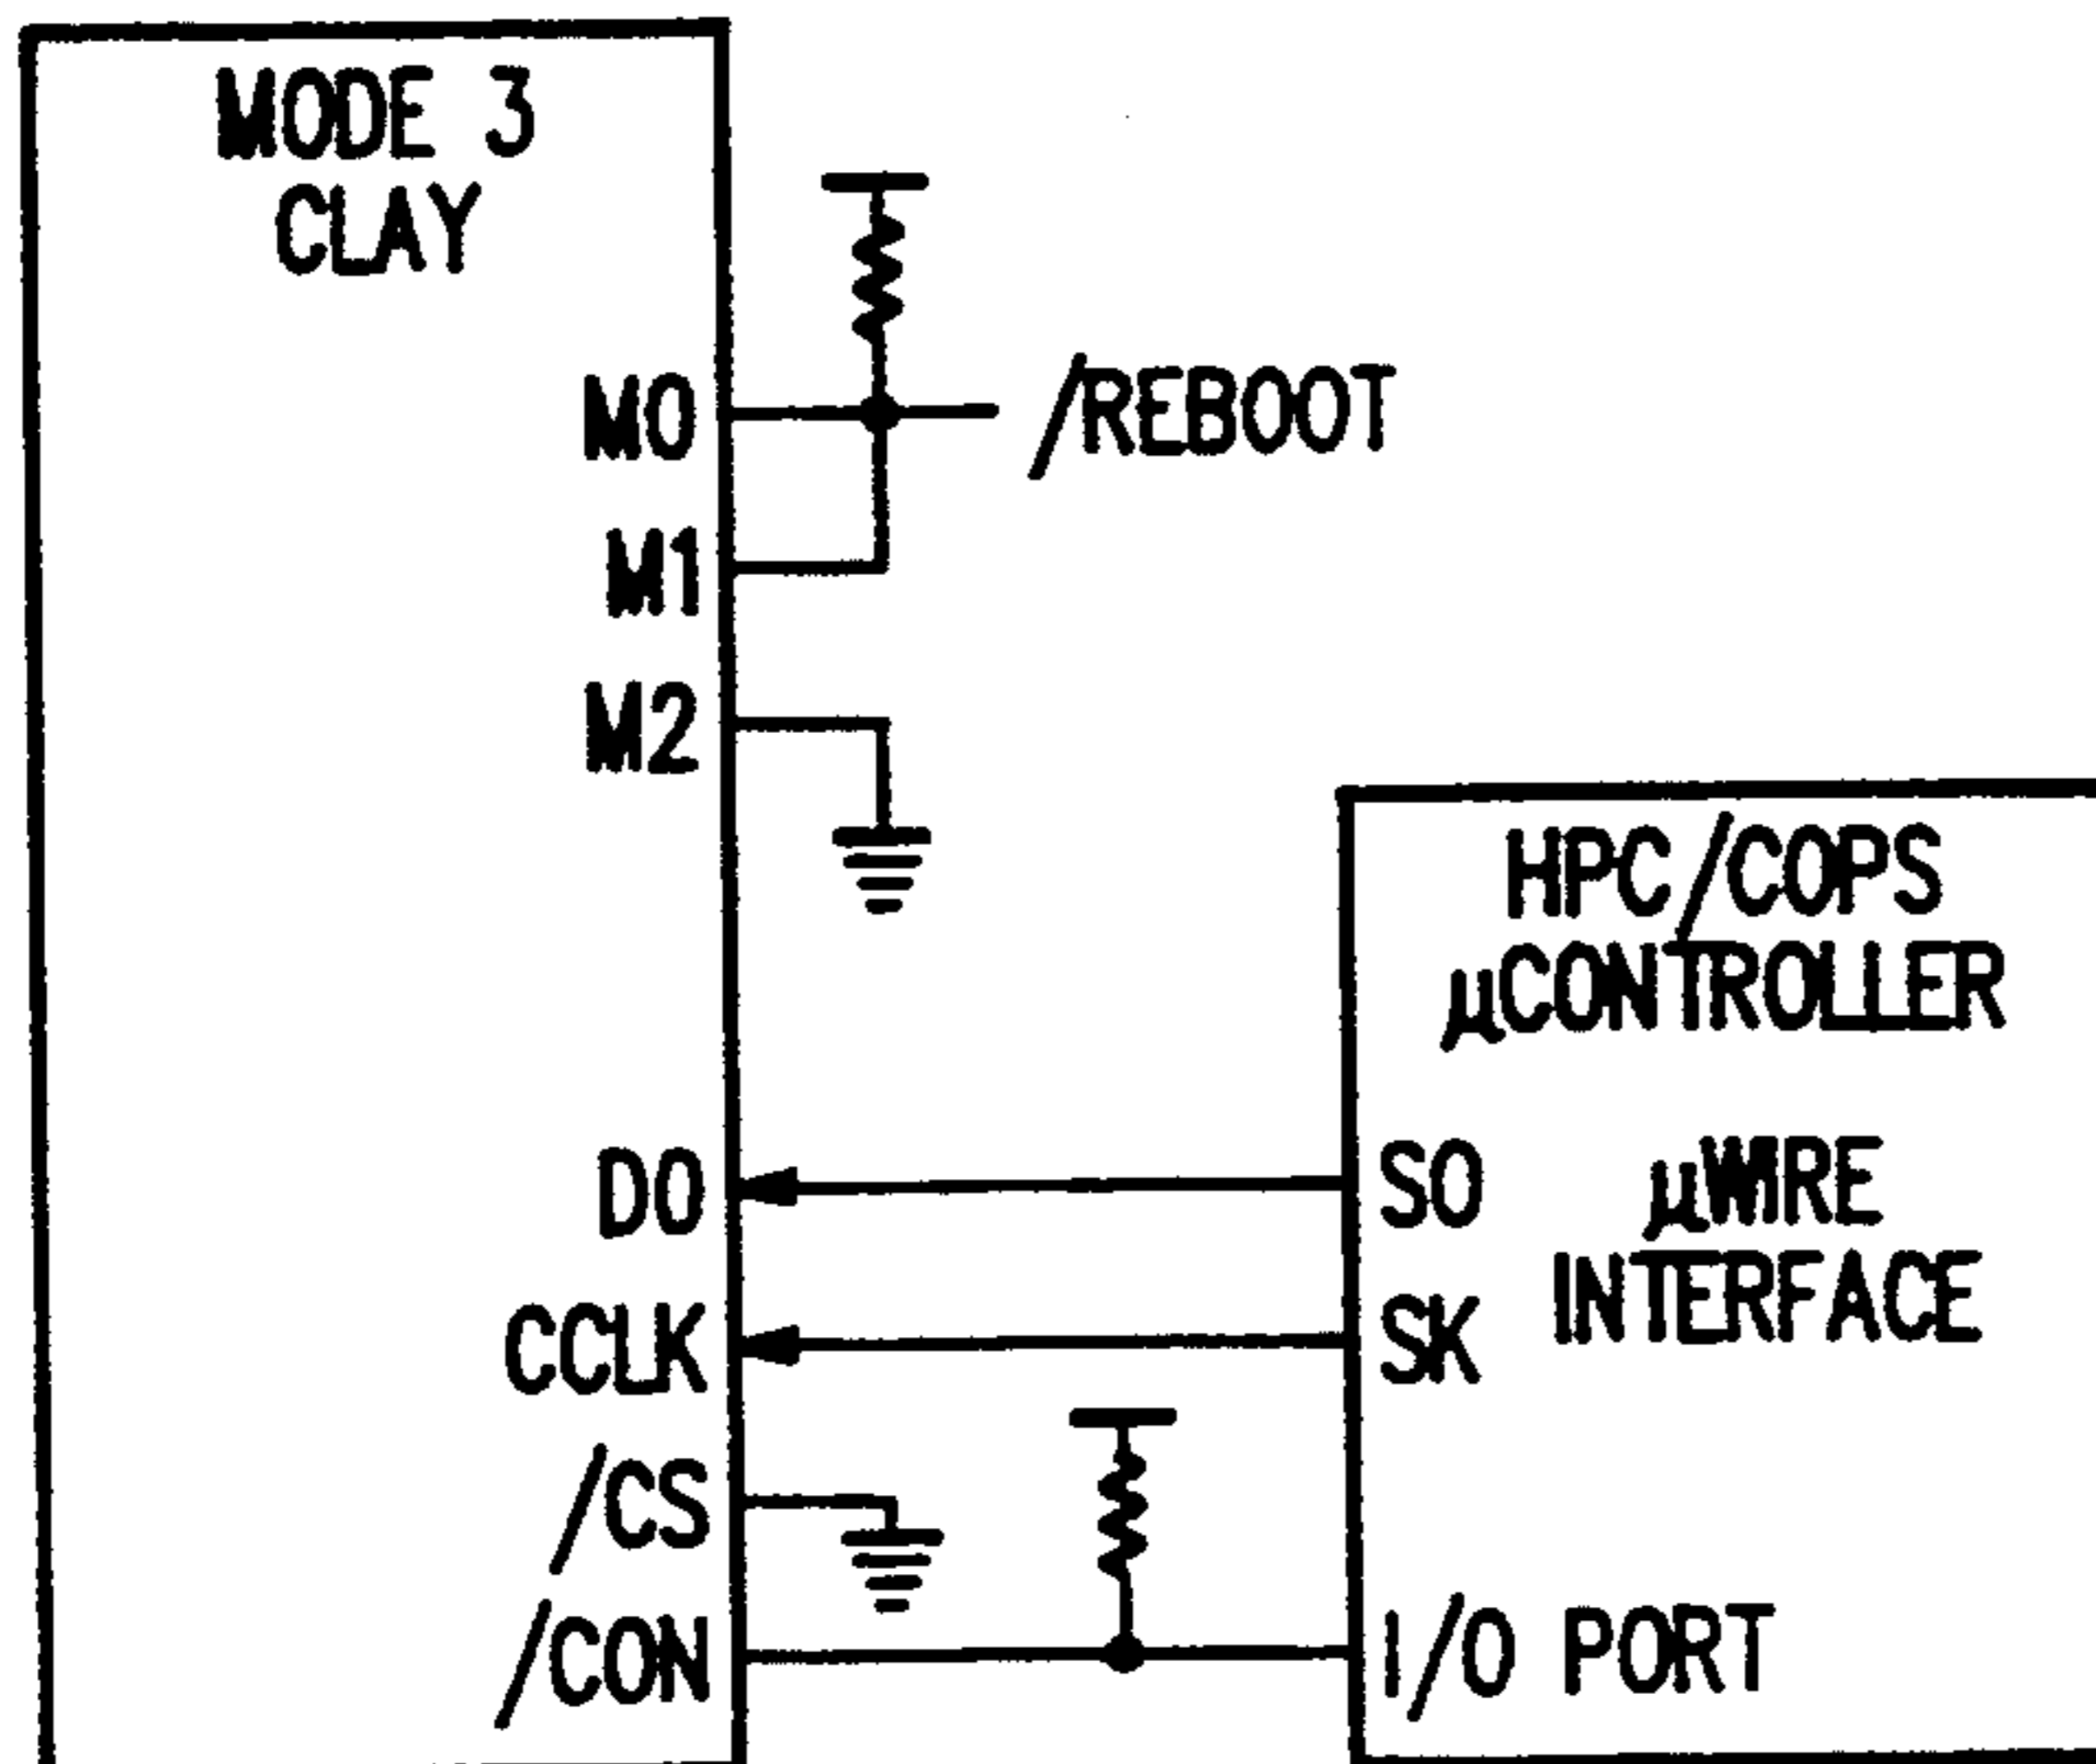 MODE 3
CLAY
M0
/REBOOT
M1
M2
HPC/COPS
μCONTROLLER
D0
SO
μWIRE
INTERFACE
CCLK
SK
/CS
/CON
I/O PORT